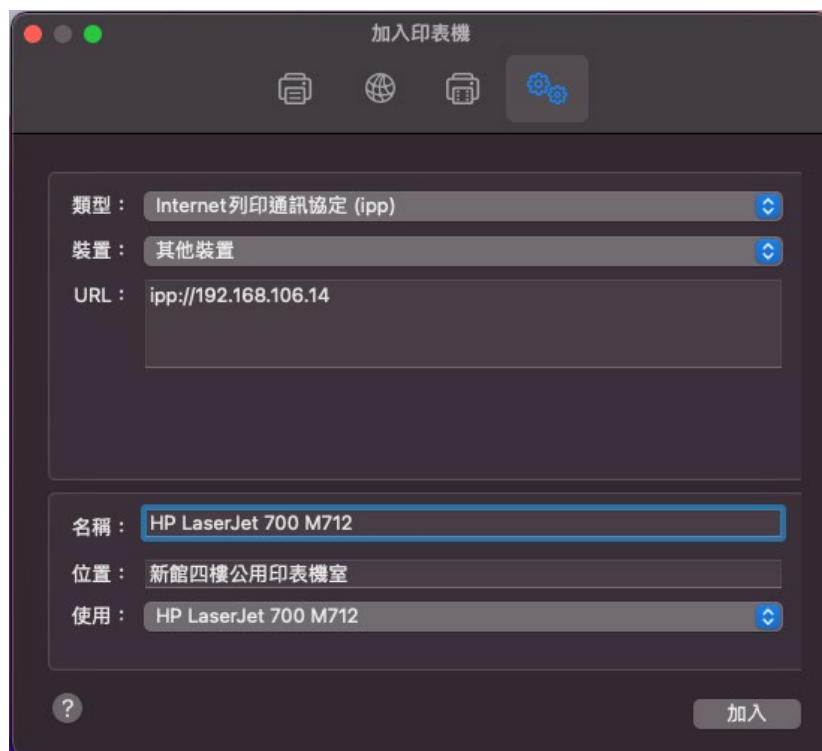 加入印表機
類型： Internet列印通訊協定 (ipp)
裝置： 其他裝置
URL： ipp://192.168.106.14
名稱： HP LaserJet 700 M712
位置： 新館四樓公用印表機室
使用： HP LaserJet 700 M712
?
加入